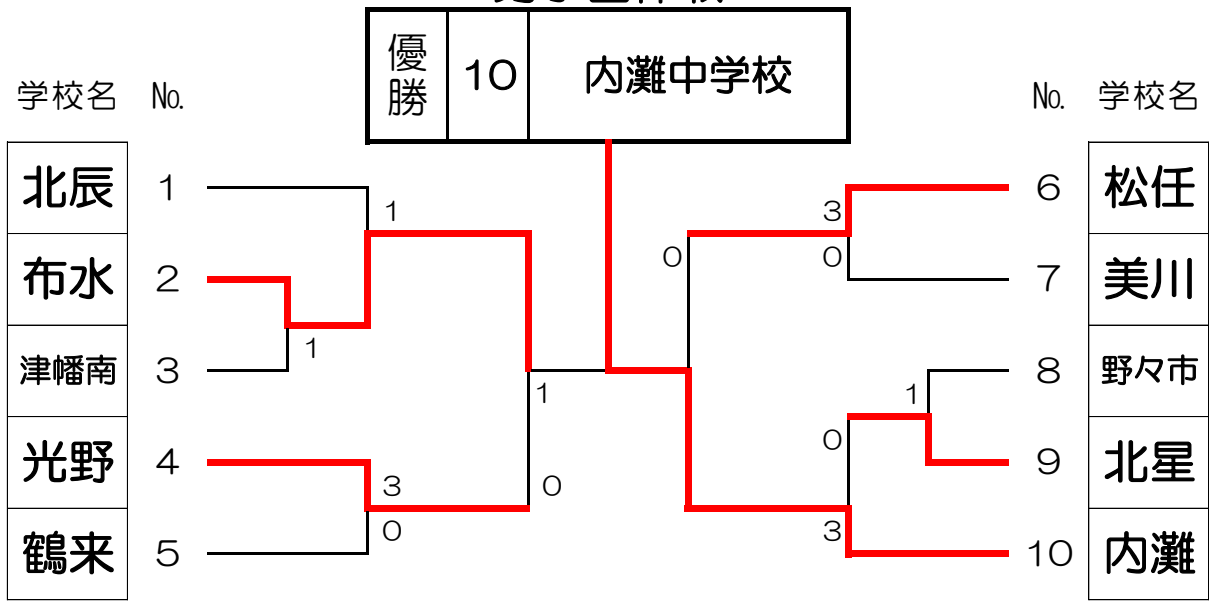 優勝 10 内灘中学校
学校名 No.
No. 学校名
北辰 1
布水 2
津幡南 3
光野 4
鶴来 5
6 松任
7 美川
8 野々市
9 北星
10 内灘
1
1
3
0
1
0
3
0
0
1
0
3